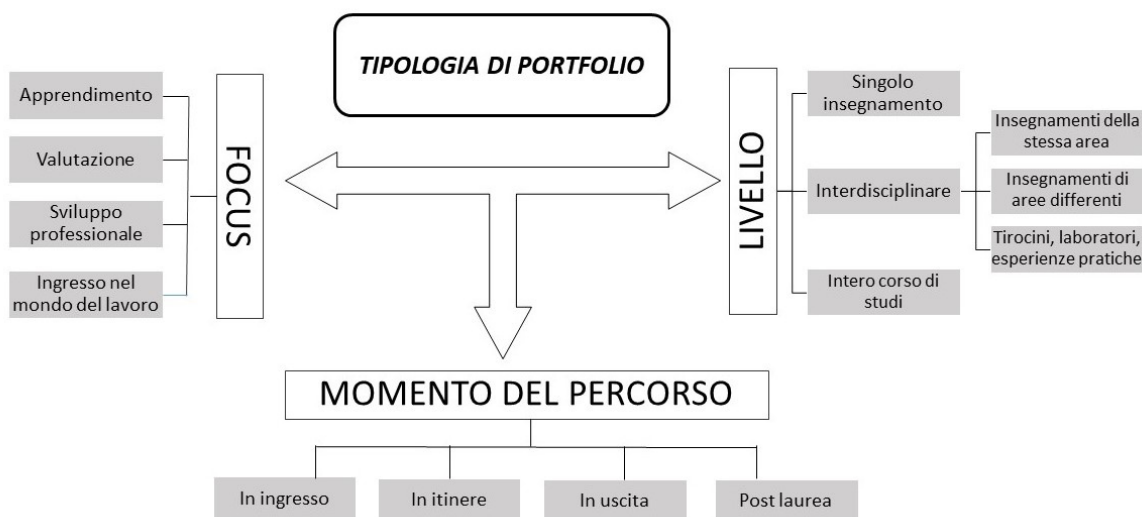 TIPOLOGIA DI PORTFOLIO
FOCUS
Apprendimento
Valutazione
Sviluppo
professionale
Ingresso nel
mondo del lavoro
LIVELLO
Singolo
insegnamento
Interdisciplinare
Insegnamenti della
stessa area
Insegnamenti di
aree differenti
Tirocini, laboratori,
esperienze pratiche
Intero corso di
studi
MOMENTO DEL PERCORSO
In ingresso
In itinere
In uscita
Post laurea